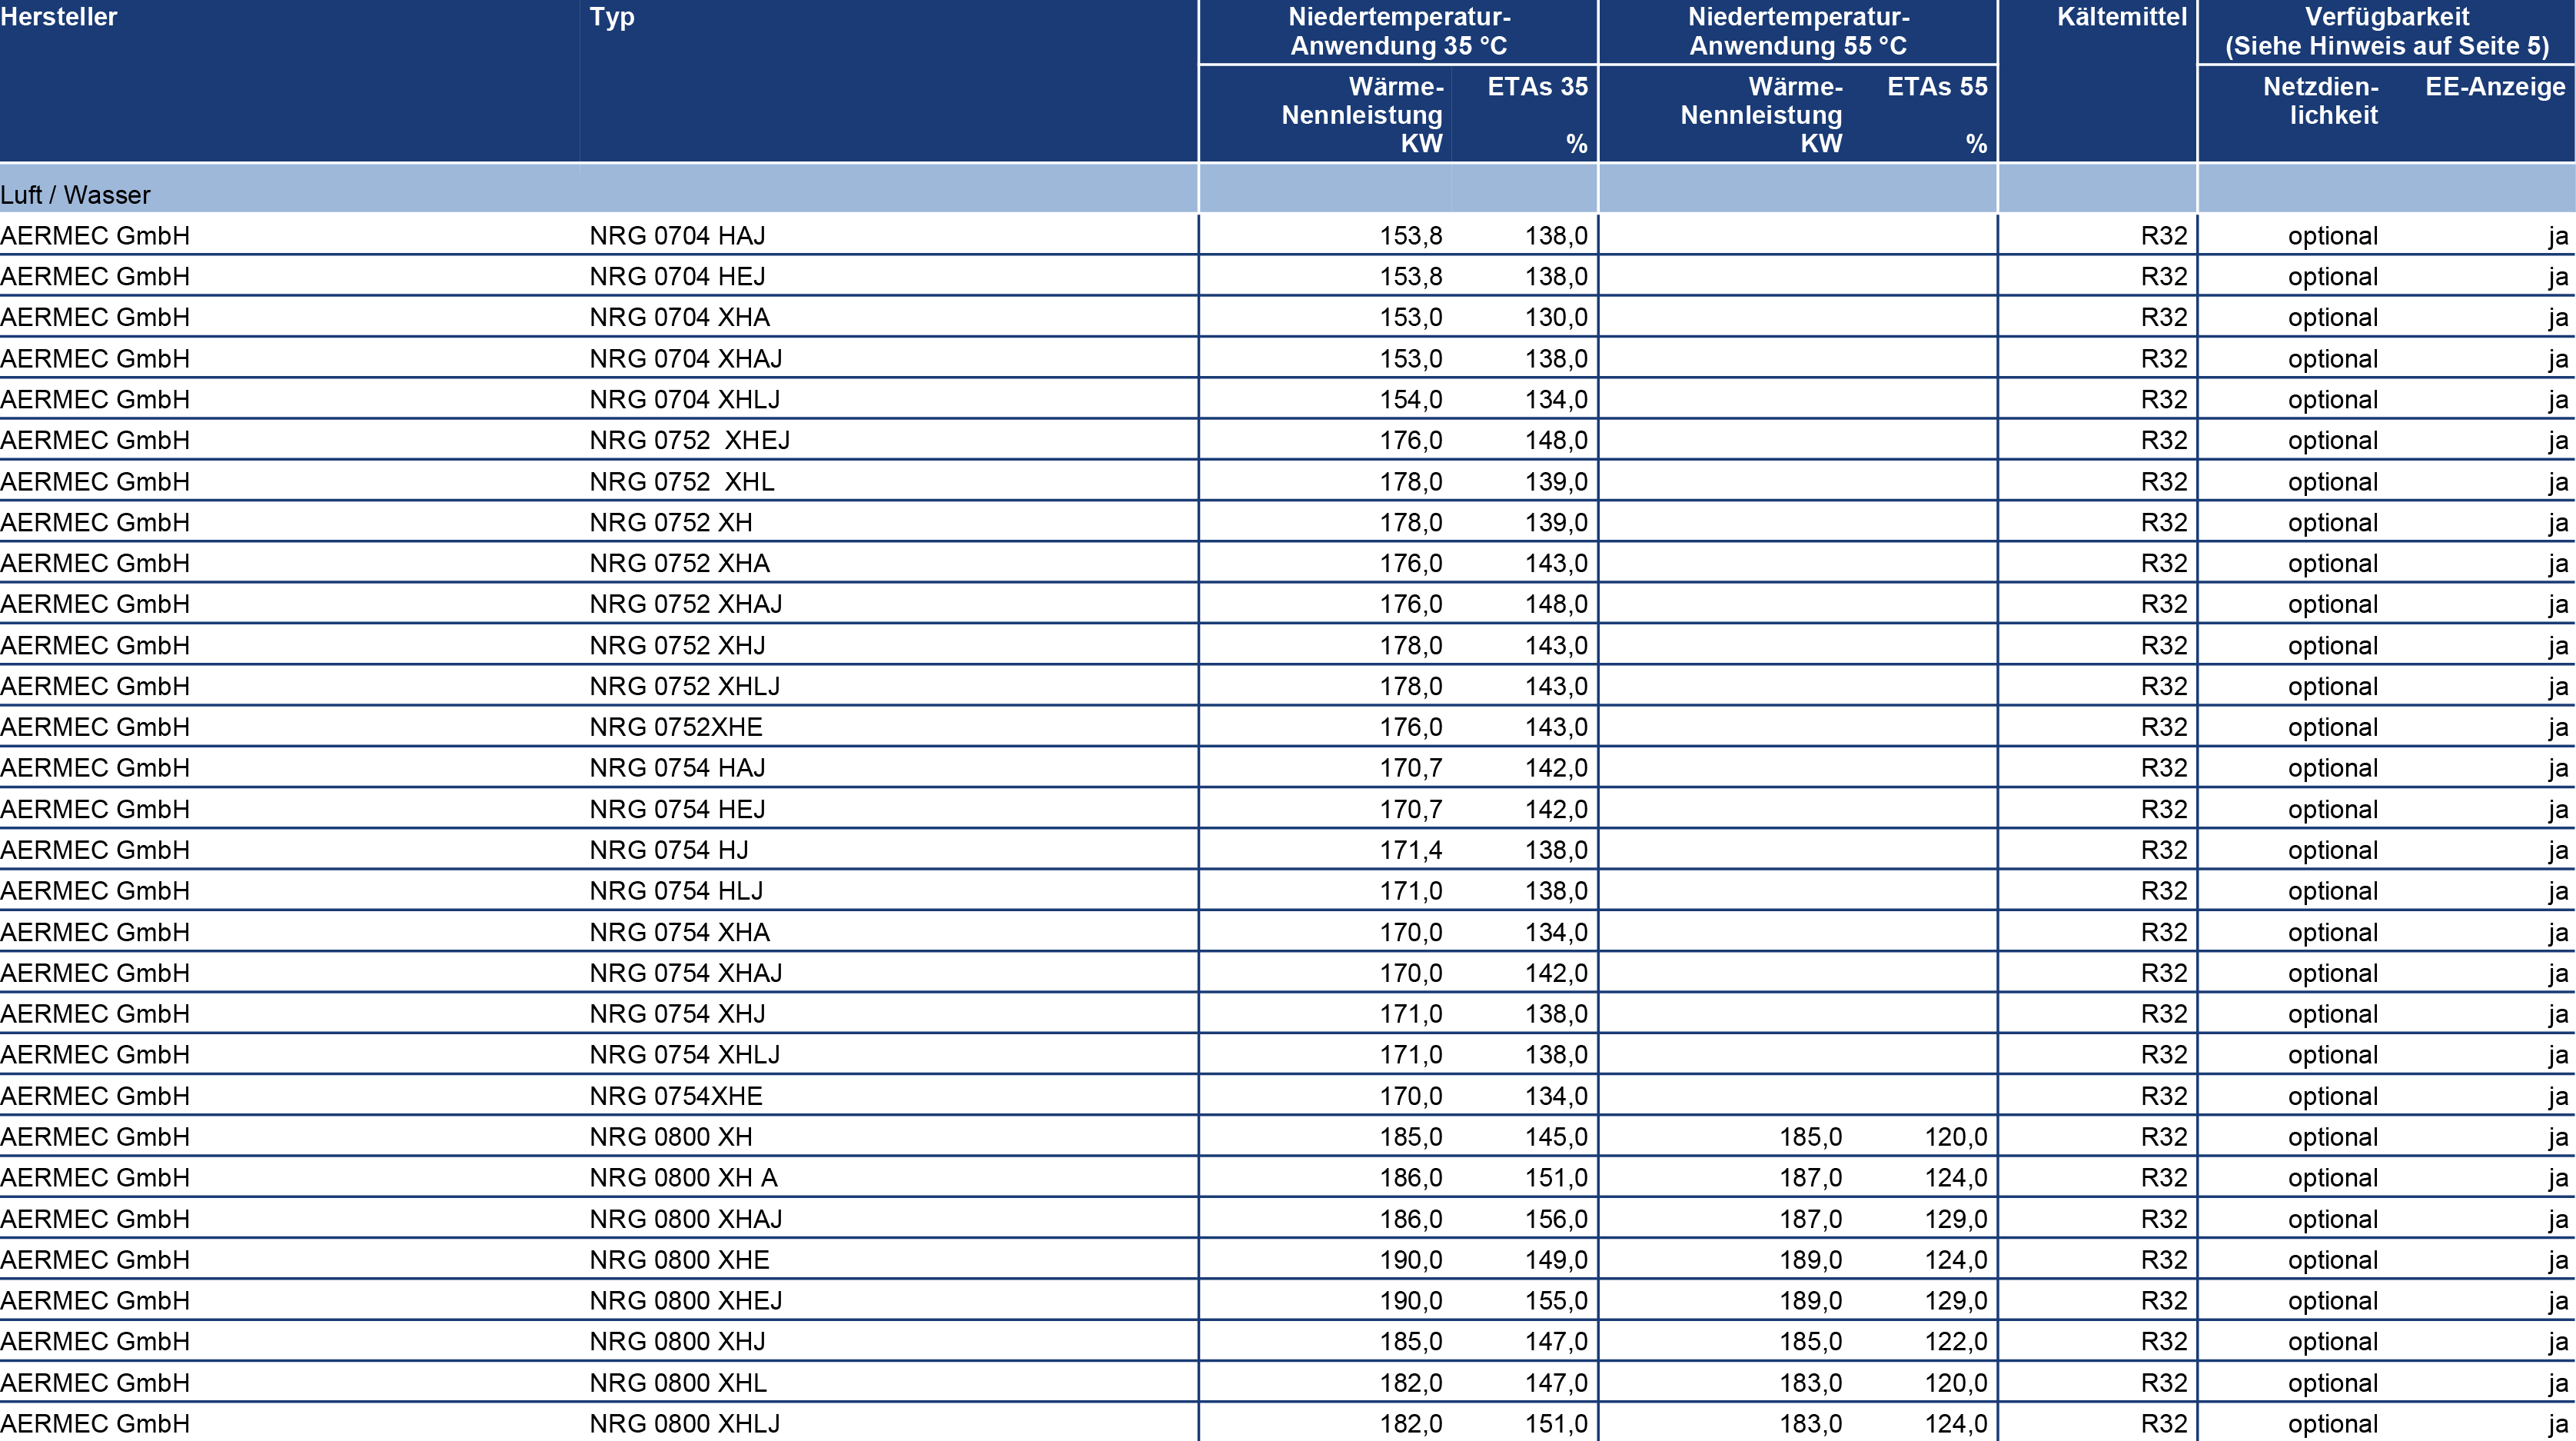 Hersteller Typ Niedertemperatur- Niedertemperatur- Kältemittel Verfügbarkeit
Anwendung 35 °C Anwendung 55 °C (Siehe Hinweis auf Seite 5)
Wärme- ETAs 35 Wärme- ETAs 55 Netzdien- EE-Anzeige
Nennleistung Nennleistung lichkeit
KW % KW %
Luft / Wasser
AERMEC GmbH NRG 0704 HAJ 153,8 138,0 R32 optional ja
AERMEC GmbH NRG 0704 HEJ 153,8 138,0 R32 optional ja
AERMEC GmbH NRG 0704 XHA 153,0 130,0 R32 optional ja
AERMEC GmbH NRG 0704 XHAJ 153,0 138,0 R32 optional ja
AERMEC GmbH NRG 0704 XHLJ 154,0 134,0 R32 optional ja
AERMEC GmbH NRG 0752  XHEJ 176,0 148,0 R32 optional ja
AERMEC GmbH NRG 0752  XHL 178,0 139,0 R32 optional ja
AERMEC GmbH NRG 0752 XH 178,0 139,0 R32 optional ja
AERMEC GmbH NRG 0752 XHA 176,0 143,0 R32 optional ja
AERMEC GmbH NRG 0752 XHAJ 176,0 148,0 R32 optional ja
AERMEC GmbH NRG 0752 XHJ 178,0 143,0 R32 optional ja
AERMEC GmbH NRG 0752 XHLJ 178,0 143,0 R32 optional ja
AERMEC GmbH NRG 0752XHE 176,0 143,0 R32 optional ja
AERMEC GmbH NRG 0754 HAJ 170,7 142,0 R32 optional ja
AERMEC GmbH NRG 0754 HEJ 170,7 142,0 R32 optional ja
AERMEC GmbH NRG 0754 HJ 171,4 138,0 R32 optional ja
AERMEC GmbH NRG 0754 HLJ 171,0 138,0 R32 optional ja
AERMEC GmbH NRG 0754 XHA 170,0 134,0 R32 optional ja
AERMEC GmbH NRG 0754 XHAJ 170,0 142,0 R32 optional ja
AERMEC GmbH NRG 0754 XHJ 171,0 138,0 R32 optional ja
AERMEC GmbH NRG 0754 XHLJ 171,0 138,0 R32 optional ja
AERMEC GmbH NRG 0754XHE 170,0 134,0 R32 optional ja
AERMEC GmbH NRG 0800 XH 185,0 145,0 185,0 120,0 R32 optional ja
AERMEC GmbH NRG 0800 XH A 186,0 151,0 187,0 124,0 R32 optional ja
AERMEC GmbH NRG 0800 XHAJ 186,0 156,0 187,0 129,0 R32 optional ja
AERMEC GmbH NRG 0800 XHE 190,0 149,0 189,0 124,0 R32 optional ja
AERMEC GmbH NRG 0800 XHEJ 190,0 155,0 189,0 129,0 R32 optional ja
AERMEC GmbH NRG 0800 XHJ 185,0 147,0 185,0 122,0 R32 optional ja
AERMEC GmbH NRG 0800 XHL 182,0 147,0 183,0 120,0 R32 optional ja
AERMEC GmbH NRG 0800 XHLJ 182,0 151,0 183,0 124,0 R32 optional ja